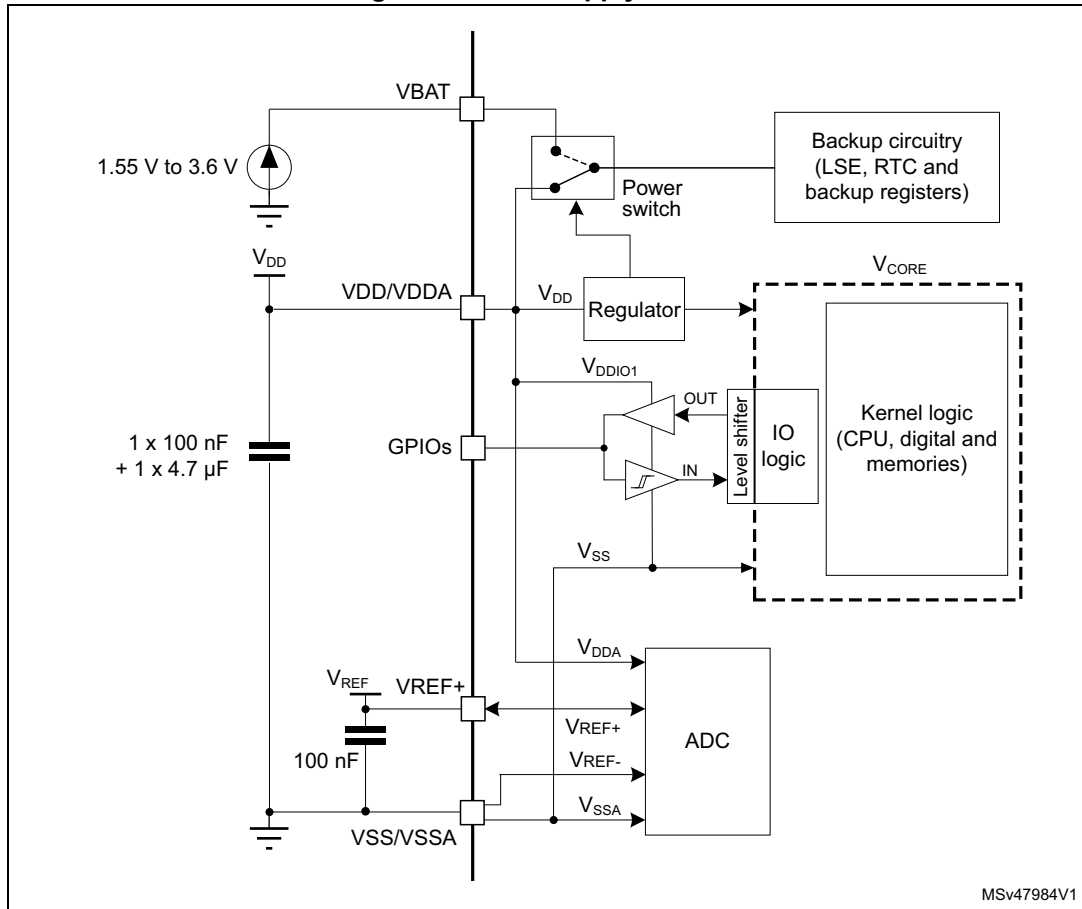 VBAT
1.55 V to 3.6 V
Power
switch
Backup circuitry
(LSE, RTC and
backup registers)
VDD
VDD/VDDA
VDD
Regulator
VCORE
VDDIO1
OUT
GPIOs
IN
Level shifter
IO
logic
Kernel logic
(CPU, digital and
memories)
1 x 100 nF
+ 1 x 4.7 µF
VSS
VDDA
VREF
VREF+
VREF+
100 nF
VREF-
ADC
VSSA
VSS/VSSA
MSv47984V1